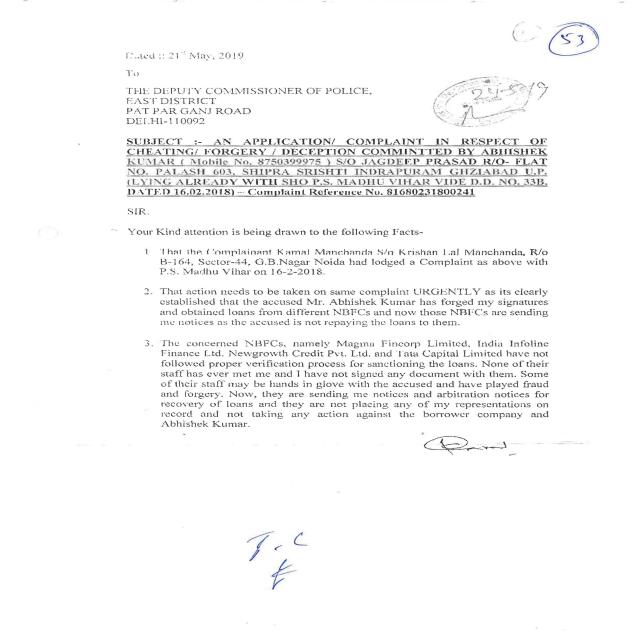 53
Dated :: 21st May, 2019
To
THE DEPUTY COMMISSIONER OF POLICE,
EAST DISTRICT
PAT PAR GANJ ROAD
DELHI-110092
24-5-19
SUBJECT :- AN APPLICATION/ COMPLAINT IN RESPECT OF
CHEATING/ FORGERY / DECEPTION COMMINTTED BY ABHISHEK
KUMAR ( Mobile No. 8750399975 ) S/O JAGDEEP PRASAD R/O- FLAT
NO. PALASH 603, SHIPRA SRISHTI INDRAPURAM GHZIABAD U.P.
(LYING ALREADY WITH SHO P.S. MADHU VIHAR VIDE D.D. NO. 33B,
DATED 16.02.2018) – Complaint Reference No. 81680231800241
SIR.
Your Kind attention is being drawn to the following Facts-
1. That the Complainant Kamal Manchanda S/o Krishan Lal Manchanda, R/o
B-164, Sector-44, G.B.Nagar Noida had lodged a Complaint as above with
P.S. Madhu Vihar on 16-2-2018.
2. That action needs to be taken on same complaint URGENTLY as its clearly
established that the accused Mr. Abhishek Kumar has forged my signatures
and obtained loans from different NBFCs and now those NBFCs are sending
me notices as the accused is not repaying the loans to them.
3. The concerned NBFCs, namely Magma Fincorp Limited, India Infoline
Finance Ltd. Newgrowth Credit Pvt. Ltd. and Tata Capital Limited have not
followed proper verification process for sanctioning the loans. None of their
staff has ever met me and I have not signed any document with them. Some
of their staff may be hands in glove with the accused and have played fraud
and forgery. Now, they are sending me notices and arbitration notices for
recovery of loans and they are not placing any of my representations on
record and not taking any action against the borrower company and
Abhishek Kumar.
T.C